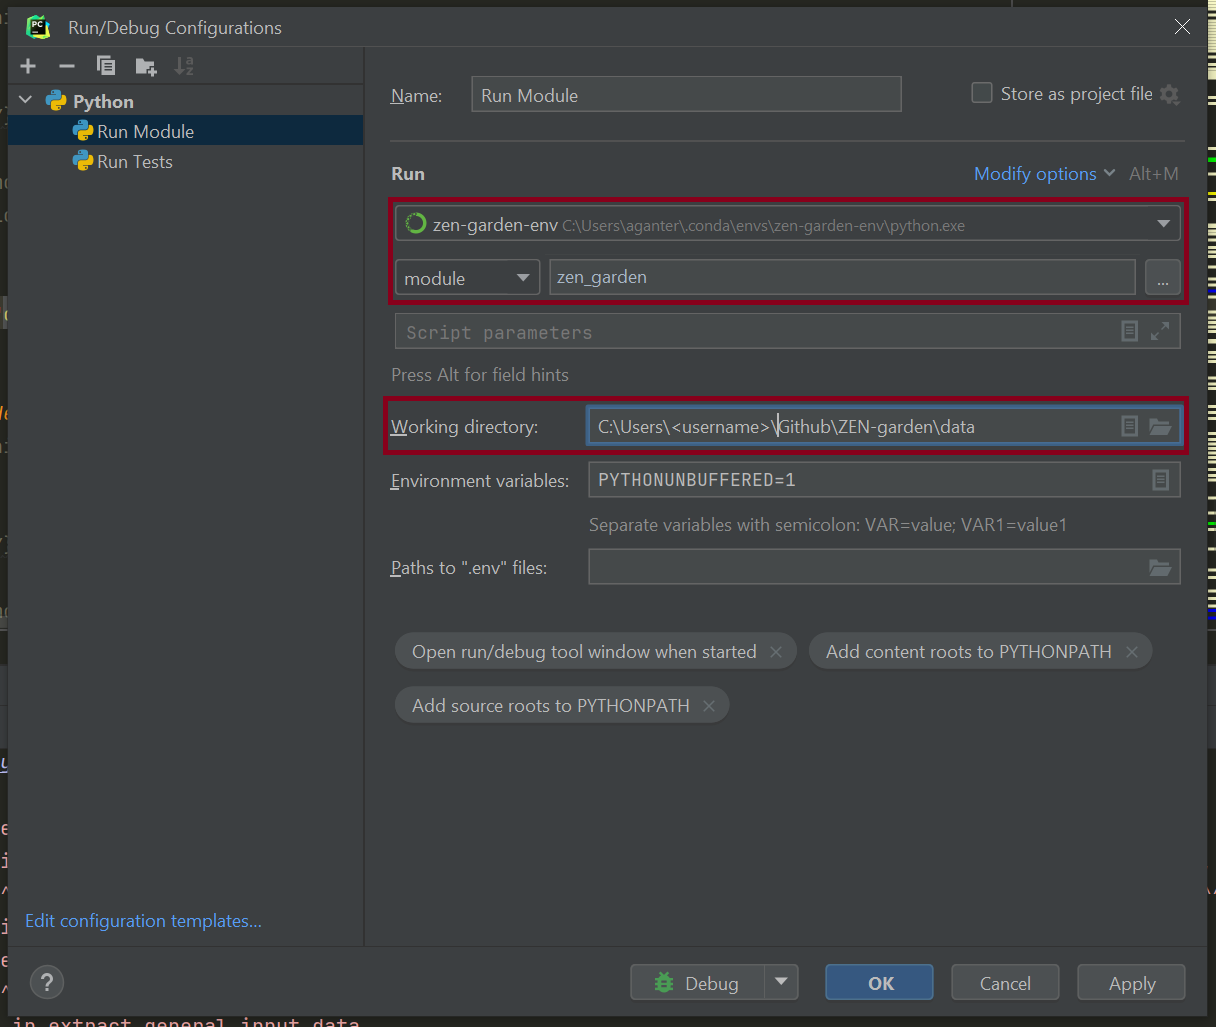 Run/Debug Configurations
Python
Run Module
Run Tests
Name: Run Module
Store as project file
Run
Modify options Alt+M
zen-garden-env C:\Users\aganter\.conda\envs\zen-garden-env\python.exe
module zen_garden ...
Script parameters
Press Alt for field hints
Working directory: C:\Users\<username>\Github\ZEN-garden\data
Environment variables: PYTHONUNBUFFERED=1
Separate variables with semicolon: VAR=value; VAR1=value1
Paths to ".env" files:
Open run/debug tool window when started
Add content roots to PYTHONPATH
Add source roots to PYTHONPATH
Edit configuration templates...
? Debug OK Cancel Apply
in extract general input data